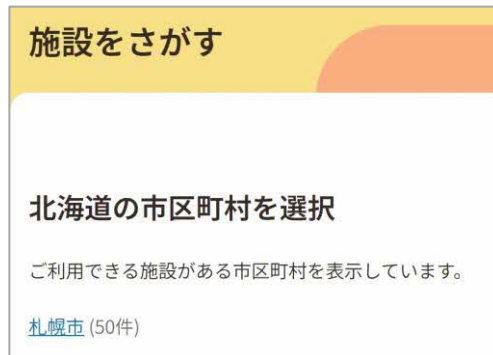 施設をさがす
北海道の市区町村を選択
ご利用できる施設がある市区町村を表示しています。
札幌市 (50件)